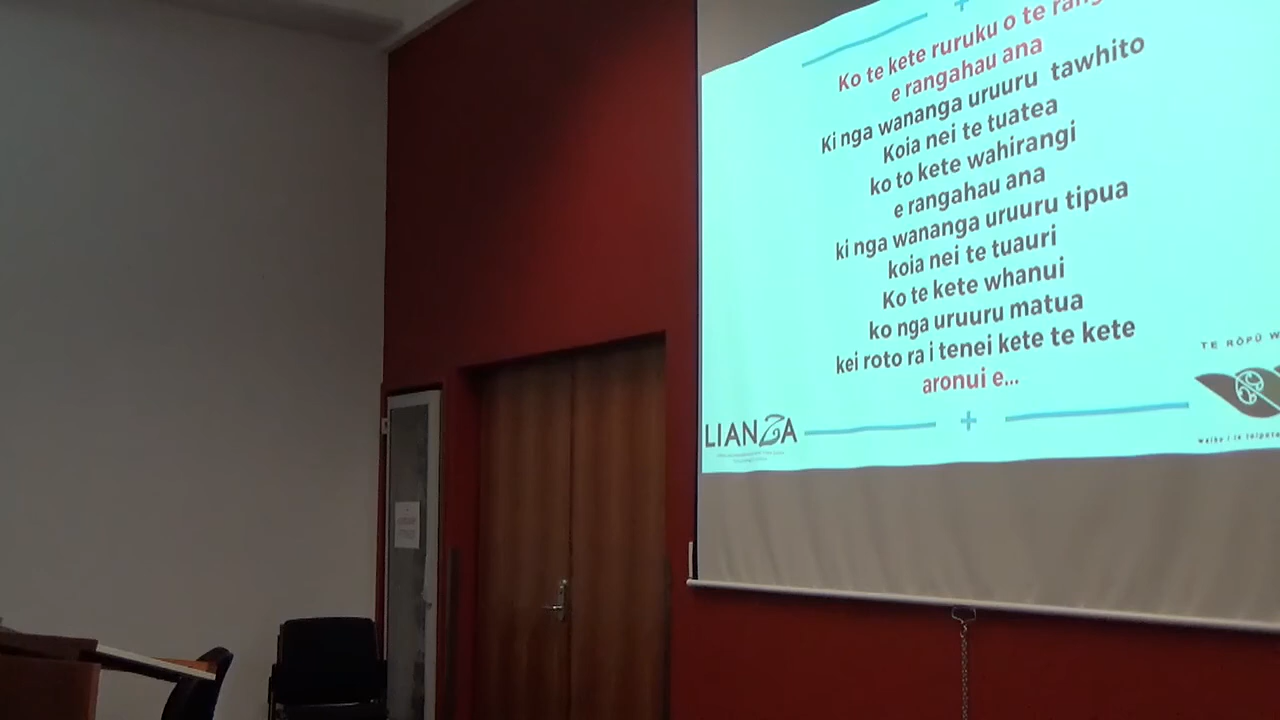 Ko te kete ruruku o te rang
e rangahau ana
Ki nga wananga uruuru tawhito
Koia nei te tuatea
ko to kete wahirangi
e rangahau ana
ki nga wananga uruuru tipua
koia nei te tuauri
Ko te kete whanui
ko nga uruuru matua
kei roto ra i tenei kete te kete
aronui e...
TE RŌPŪ W
LIANZA